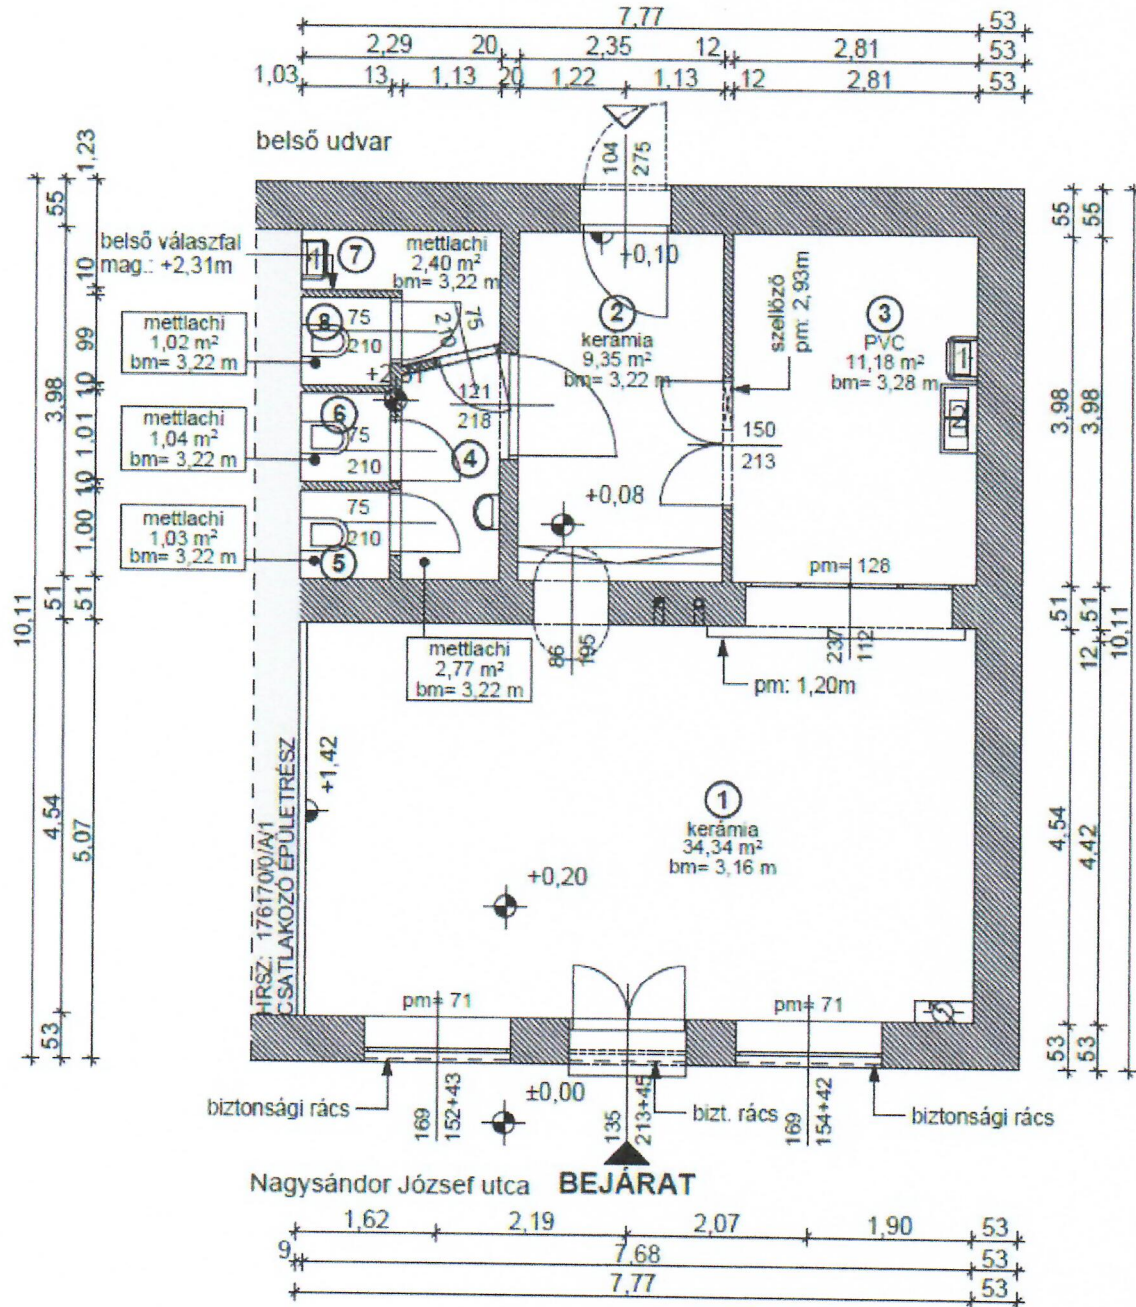 7,77 53
2,29 20 2,35 12 2,81 53
1,03 13 1,13 20 1,22 1,13 12 2,81 53
belső udvar
104 275
1,23
55
10
99
10
1,01
10
1,00
51
5,07
55
3,98
51
4,54
53
10,11
belső válaszfal
mag.: +2,31m
7
mettlachi
2,40 m²
bm= 3,22 m
+0,10
szellőző
pm: 2,93m
mettlachi
1,02 m²
bm= 3,22 m
8
75
210
75
210
2
kerámia
9,35 m²
bm= 3,22 m
3
PVC
11,18 m²
bm= 3,28 m
1
2
121
218
mettlachi
1,04 m²
bm= 3,22 m
6
75
210
4
150
213
+0,08
mettlachi
1,03 m²
bm= 3,22 m
75
210
5
pm= 128
mettlachi
2,77 m²
bm= 3,22 m
86
195
237
112
pm: 1,20m
HRSZ: 176170/0/A/1
CSATLAKOZÓ ÉPÜLETRÉSZ
+1,42
1
kerámia
34,34 m²
bm= 3,16 m
+0,20
pm= 71
pm= 71
55
3,98
51
4,54
53
55
3,98
51
12
4,42
53
10,11
biztonsági rács
169
152+43
±0,00
135
213+45
bizt. rács
169
154+42
biztonsági rács
Nagysándor József utca BEJÁRAT
1,62 2,19 2,07 1,90 53
9 7,68 53
7,77 53